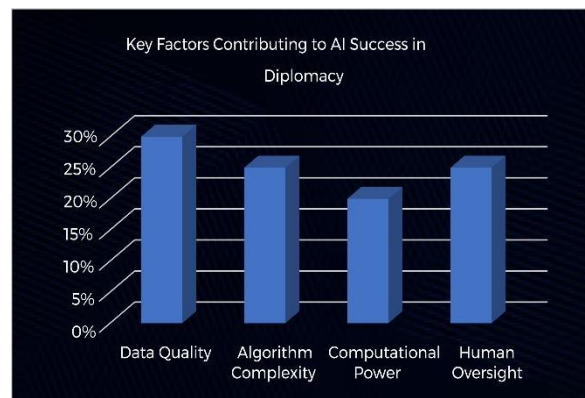 Key Factors Contributing to AI Success in
Diplomacy
30%
25%
20%
15%
10%
5%
0%
Data Quality
Algorithm
Complexity
Computational
Power
Human
Oversight